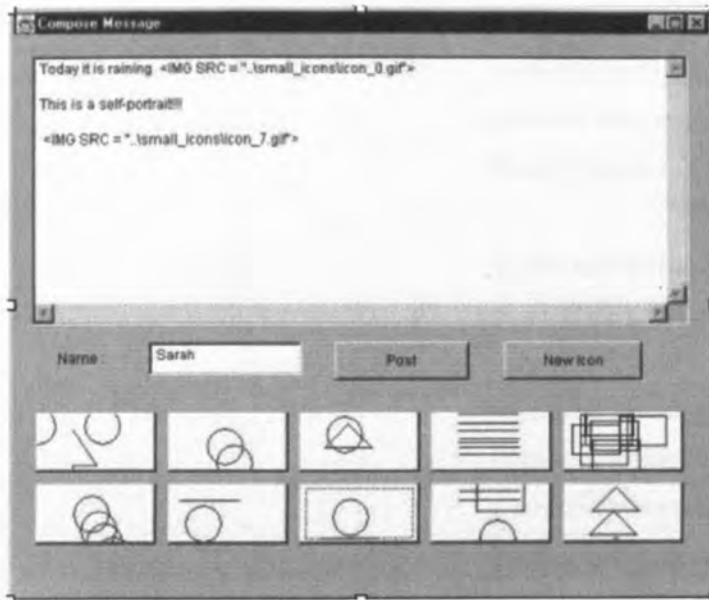 Compose Message
Today it is raining. <IMG SRC = "..\small_icons\icon_0.gif">
This is a self-portrait!!!
<IMG SRC = "..\small_icons\icon_7.gif">
Name :
Sarah
Post
New Icon